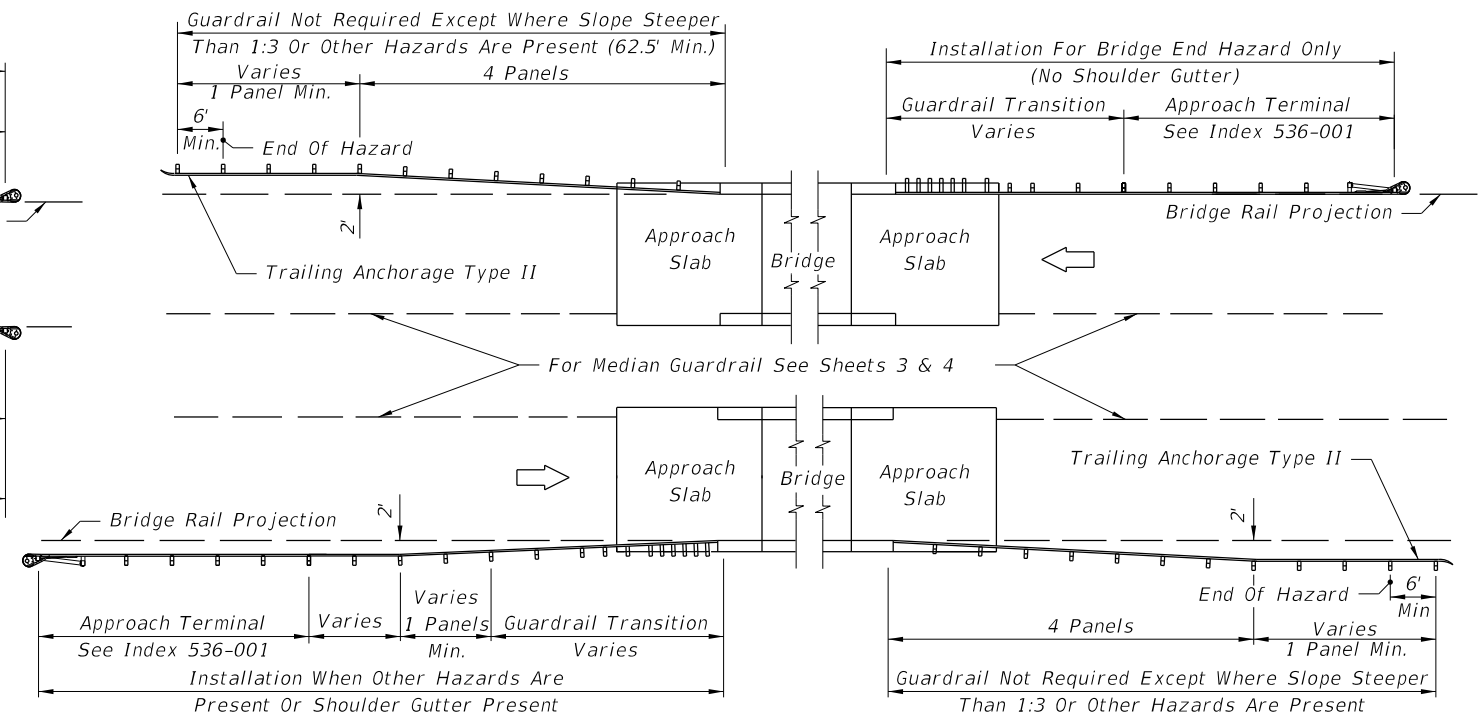 Guardrail Not Required Except Where Slope Steeper
Than 1:3 Or Other Hazards Are Present (62.5' Min.)
Varies
1 Panel Min.
4 Panels
6'
Min.
End Of Hazard
2'
Trailing Anchorage Type II
Installation For Bridge End Hazard Only
(No Shoulder Gutter)
Guardrail Transition
Varies
Approach Terminal
See Index 536-001
Bridge Rail Projection
Approach
Slab
Bridge
Approach
Slab
For Median Guardrail See Sheets 3 & 4
Approach
Slab
Bridge
Approach
Slab
Bridge Rail Projection
2'
Approach Terminal
See Index 536-001
Varies
Varies
1 Panels
Min.
Guardrail Transition
Varies
Installation When Other Hazards Are
Present Or Shoulder Gutter Present
Trailing Anchorage Type II
2'
End Of Hazard
6'
Min
4 Panels
Varies
1 Panel Min.
Guardrail Not Required Except Where Slope Steeper
Than 1:3 Or Other Hazards Are Present